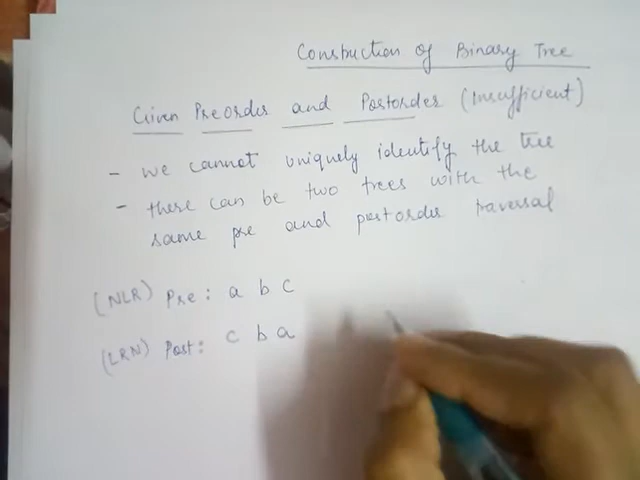 Construction of Binary Tree
Given Preorder and Postorder (Insufficient)
- we cannot uniquely identify the tree
- there can be two trees with the
same pre and postorder traversal
(NLR) Pre: a b c
(LRN) Post: c b a